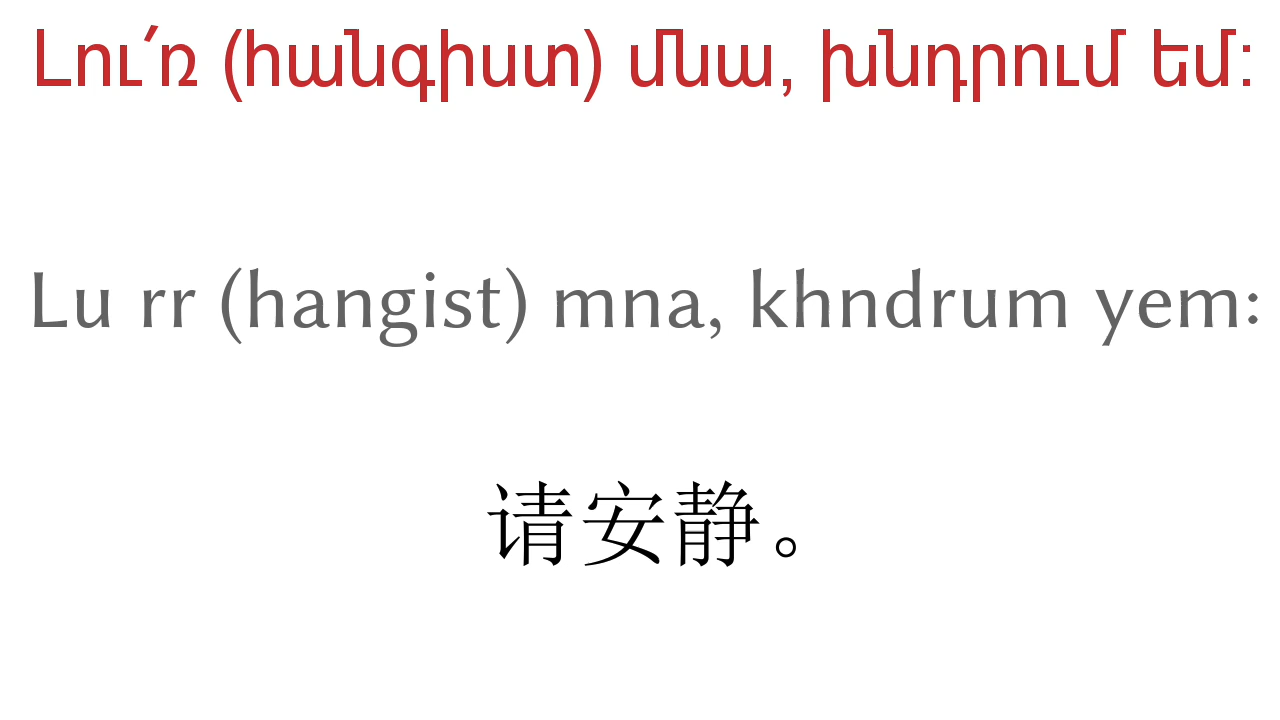 Լու՛ռ (հանգիստ) մնա, խնդրում եմ:
Lu rr (hangist) mna, khndrum yem:
请安静。